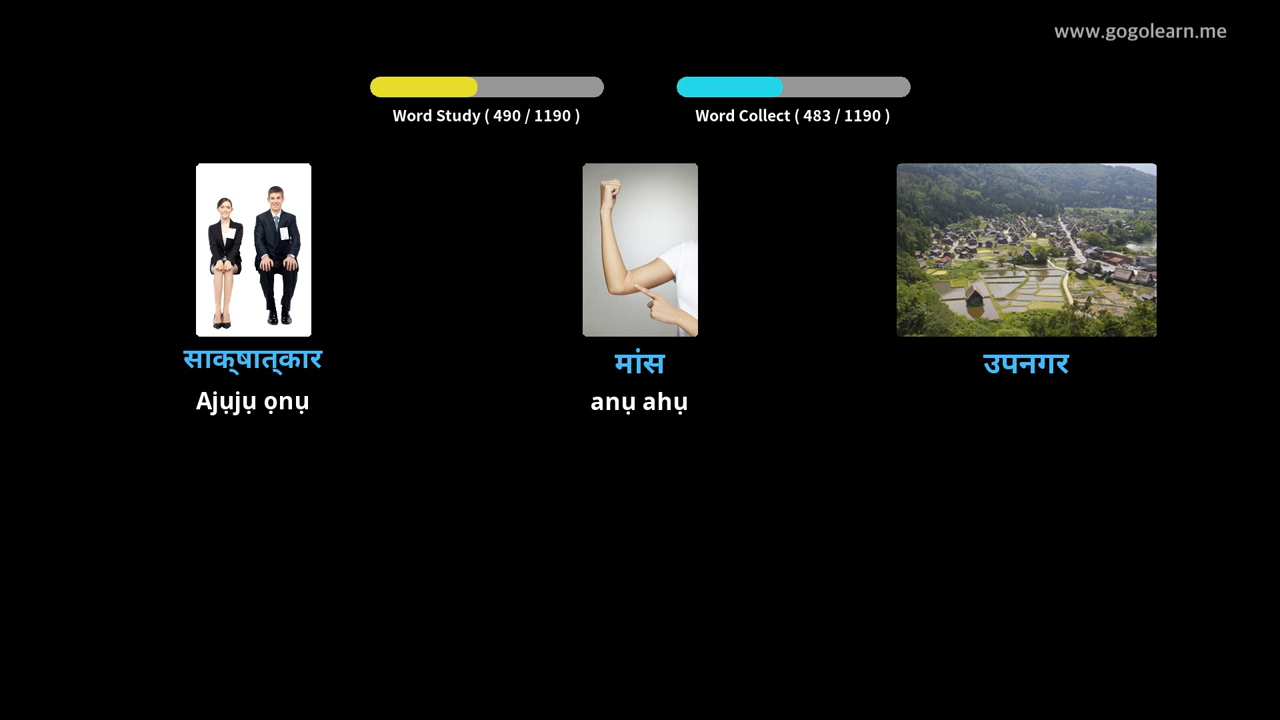 www.gogolearn.me
Word Study ( 490 / 1190 )
Word Collect ( 483 / 1190 )
साक्षात्कार
Ajụjụ ọnụ
मांस
anụ ahụ
उपनगर